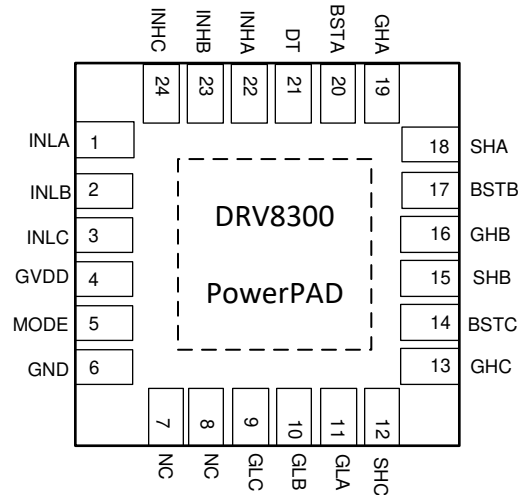 INHC
INHB
INHA
DT
BSTA
GHA
24
23
22
21
20
19
INLA 1
INLB 2
INLC 3
GVDD 4
MODE 5
GND 6
DRV8300
PowerPAD
18 SHA
17 BSTB
16 GHB
15 SHB
14 BSTC
13 GHC
7
8
9
10
11
12
NC
NC
GLC
GLB
GLA
SHC